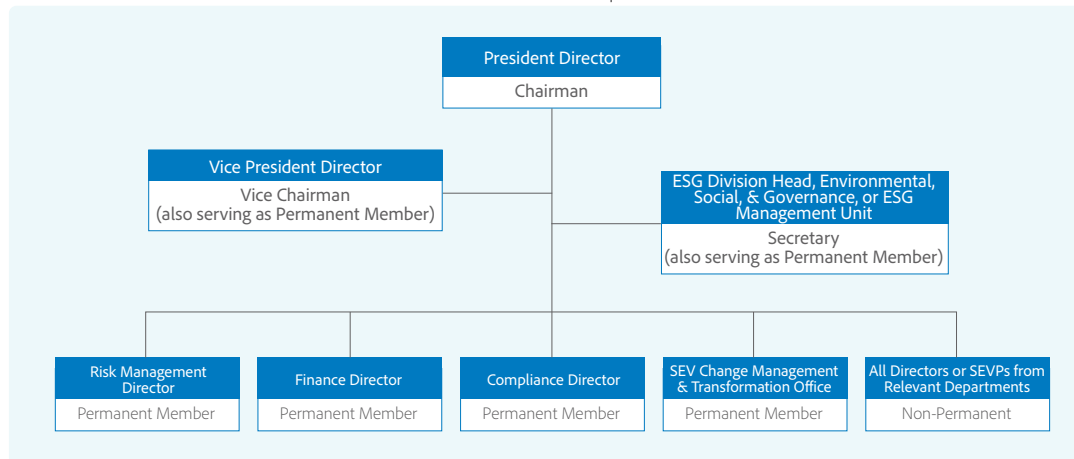 President Director
Chairman
Vice President Director
Vice Chairman
(also serving as Permanent Member)
ESG Division Head, Environmental,
Social, & Governance, or ESG
Management Unit
Secretary
(also serving as Permanent Member)
Risk Management
Director
Permanent Member
Finance Director
Permanent Member
Compliance Director
Permanent Member
SEV Change Management
& Transformation Office
Permanent Member
All Directors or SEVPs from
Relevant Departments
Non-Permanent